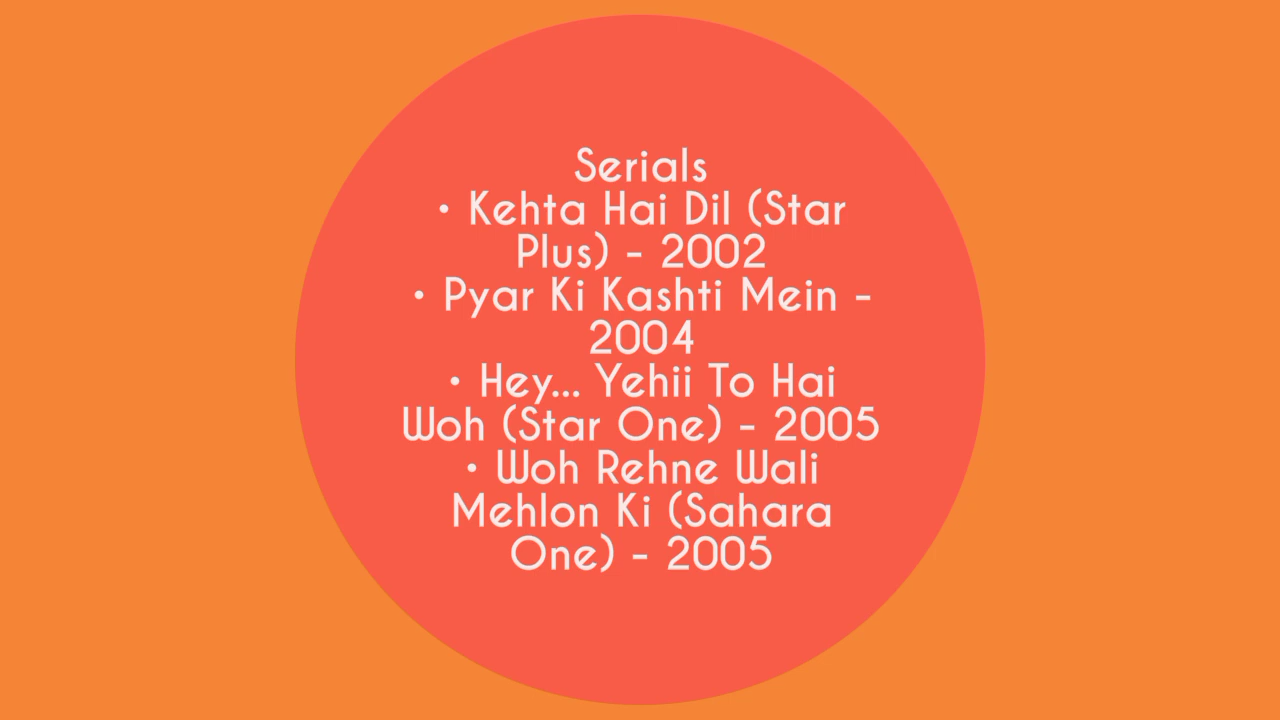 Serials
• Kehta Hai Dil (Star
Plus) - 2002
• Pyar Ki Kashti Mein -
2004
• Hey... Yehii To Hai
Woh (Star One) - 2005
• Woh Rehne Wali
Mehlon Ki (Sahara
One) - 2005